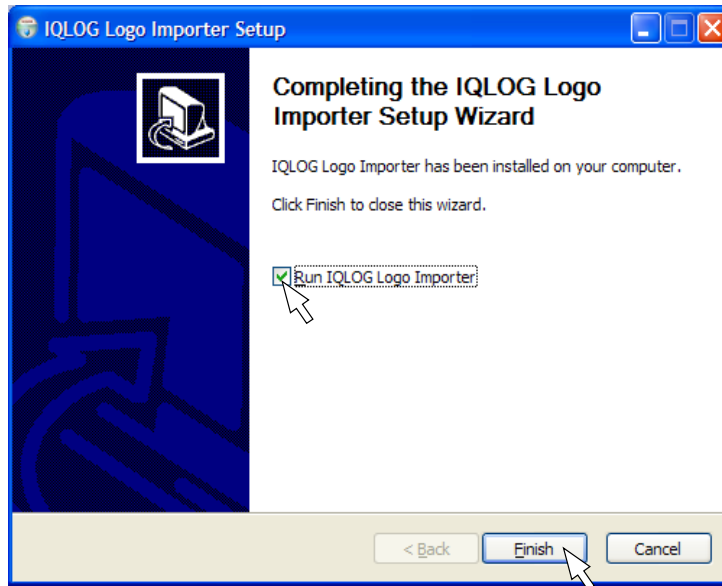 IQLOG Logo Importer Setup
Completing the IQLOG Logo
Importer Setup Wizard
IQLOG Logo Importer has been installed on your computer.
Click Finish to close this wizard.
Run IQLOG Logo Importer
< Back Finish Cancel